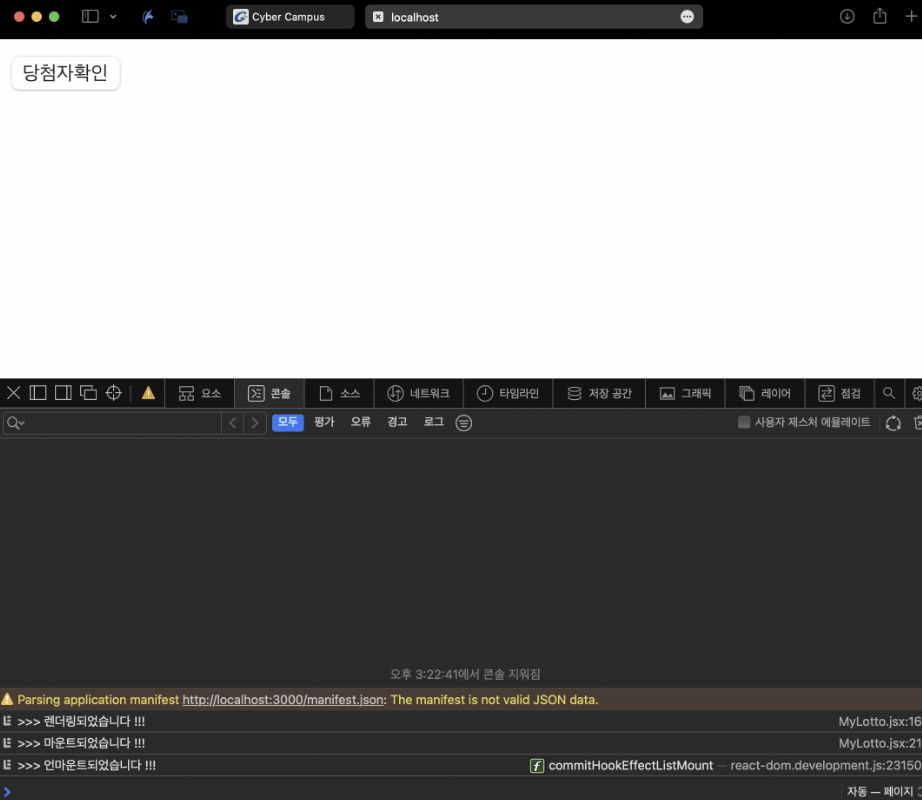 Cyber Campus
localhost
당첨자확인
요소 콘솔 소스 네트워크 타임라인 저장 공간 그래픽 레이어 점검
모두 평가 오류 경고 로그 사용자 제스처 에뮬레이트
오후 3:22:41에서 콘솔 지워짐
Parsing application manifest http://localhost:3000/manifest.json: The manifest is not valid JSON data.
>>> 렌더링되었습니다 !!! MyLotto.jsx:16
>>> 마운트되었습니다 !!! MyLotto.jsx:21
>>> 언마운트되었습니다 !!! f commitHookEffectListMount — react-dom.development.js:23150
자동 — 페이지